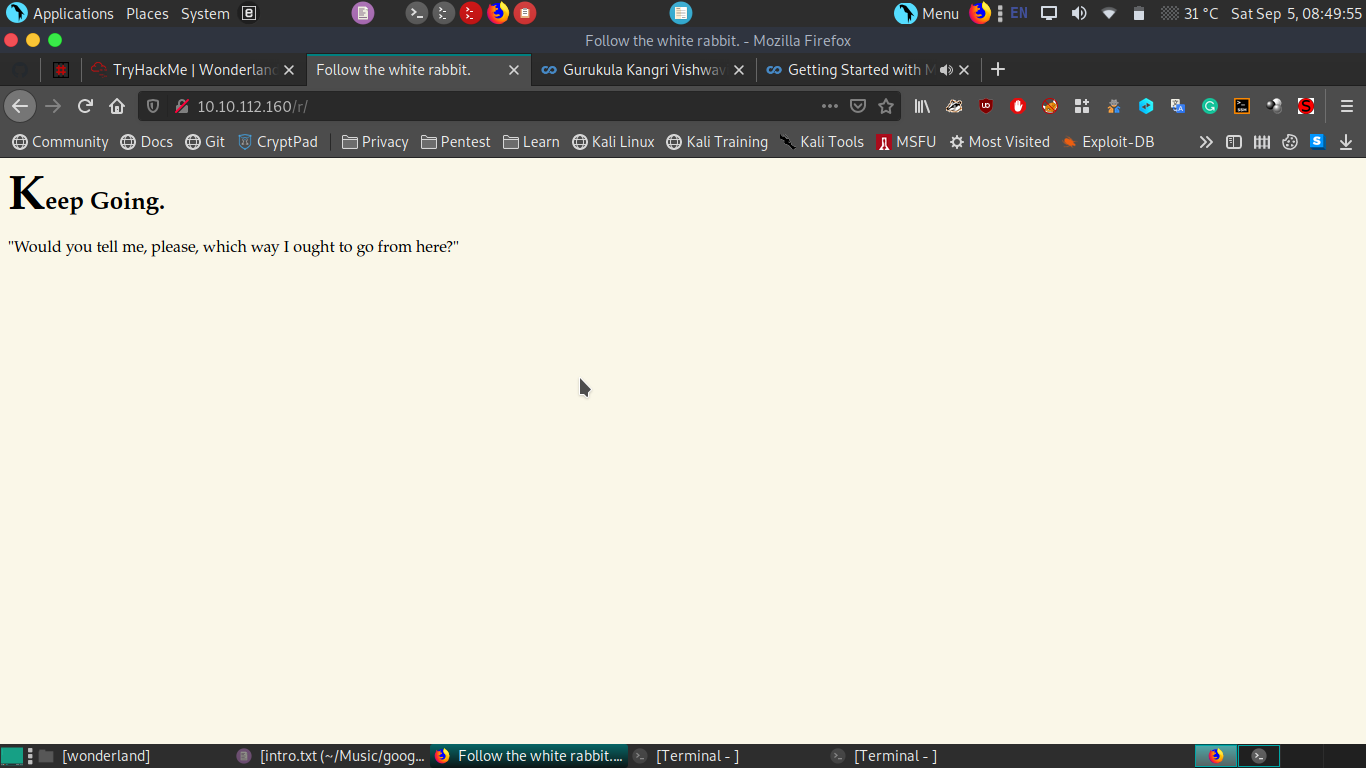 Applications Places System
Menu EN 31 °C Sat Sep 5, 08:49:55
Follow the white rabbit. - Mozilla Firefox
TryHackMe | Wonderland Follow the white rabbit. Gurukula Kangri Vishwav Getting Started with M
10.10.112.160/r/
Community Docs Git CryptPad Privacy Pentest Learn Kali Linux Kali Training Kali Tools MSFU Most Visited Exploit-DB
Keep Going.
"Would you tell me, please, which way I ought to go from here?"
[wonderland] [intro.txt (~/Music/goog... Follow the white rabbit.... [Terminal - ] [Terminal - ]